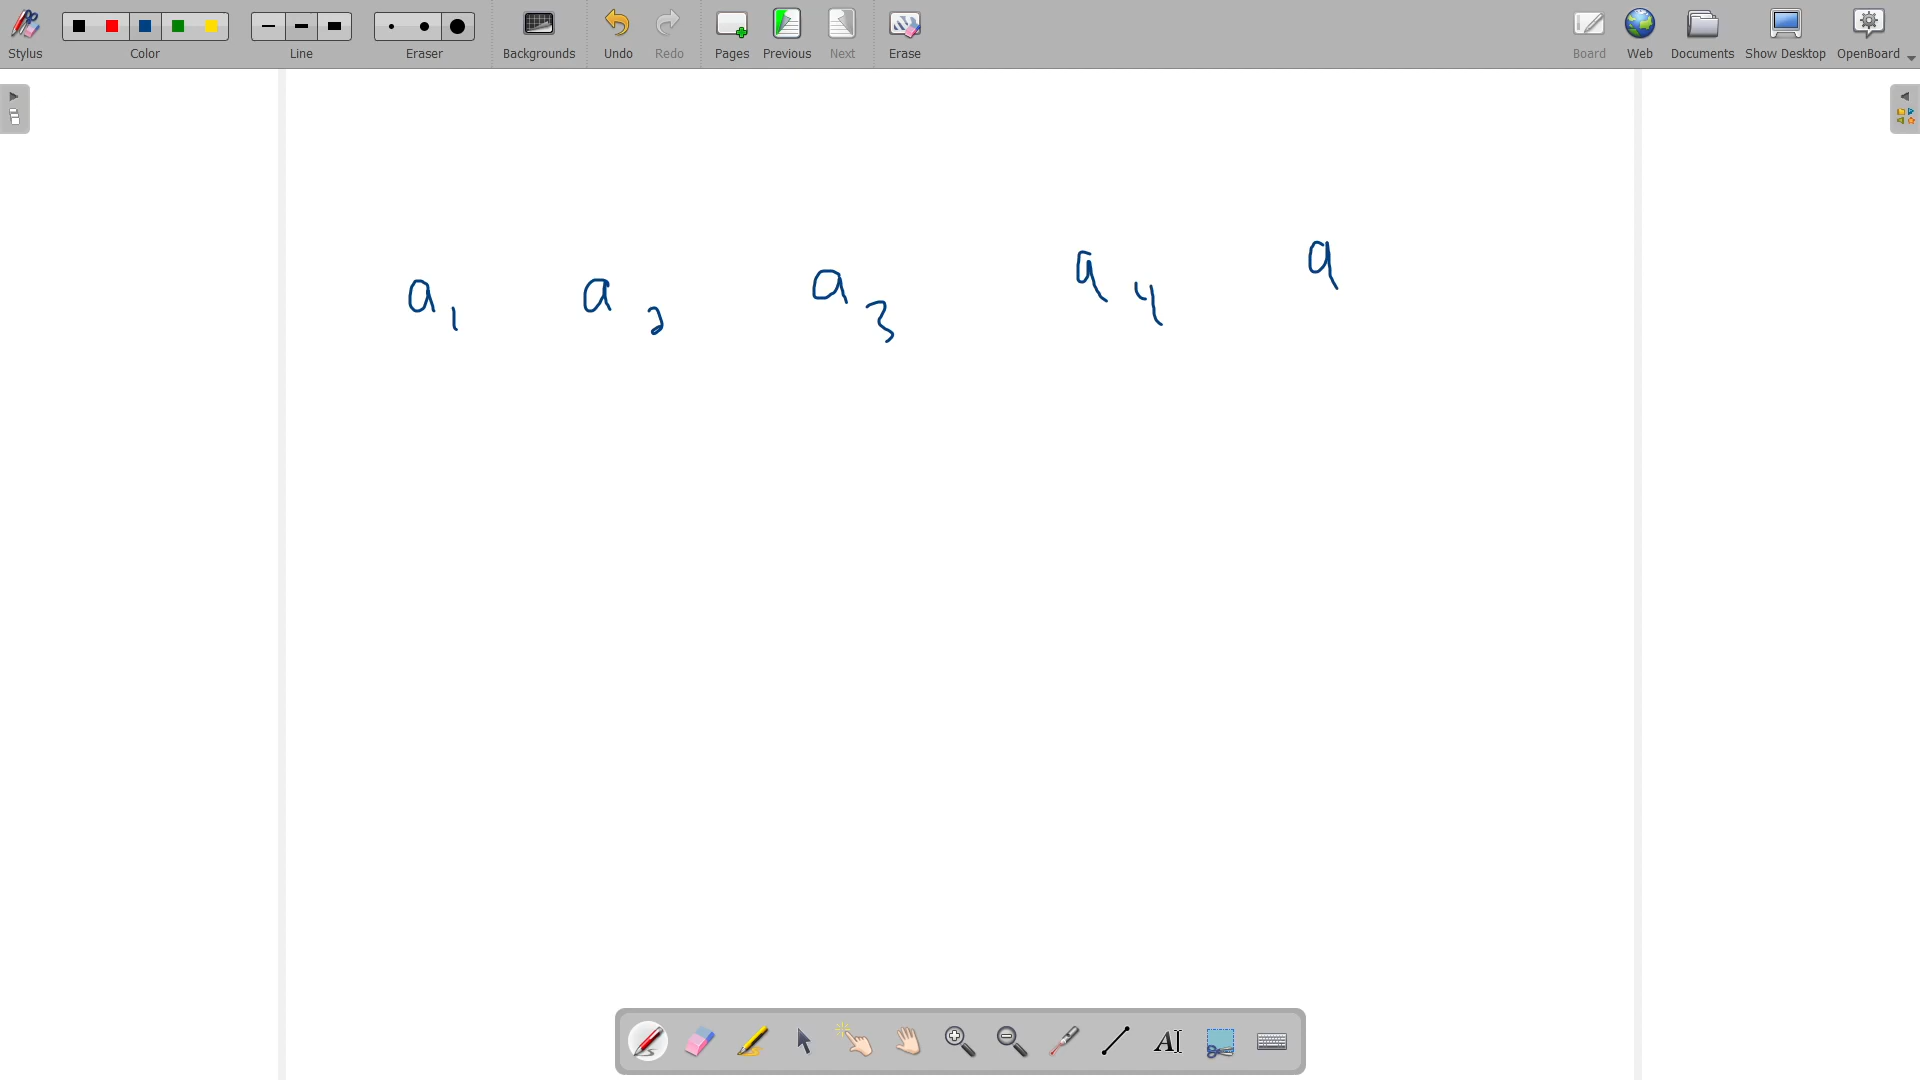 Stylus Color Line Eraser Backgrounds Undo Redo Pages Previous Next Erase Board Web Documents Show Desktop OpenBoard
a₁ a₂ a₃ a₄ a